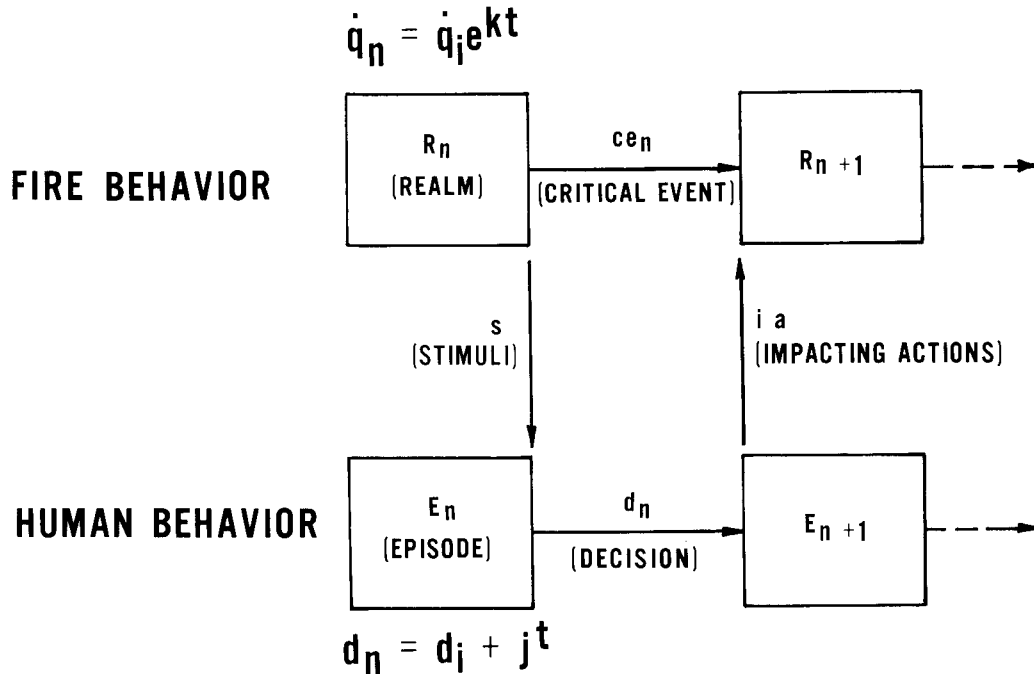 q̇n = q̇i e^kt
Rn
(REALM)
cen
(CRITICAL EVENT)
Rn +1
FIRE BEHAVIOR
s
(STIMULI)
i a
(IMPACTING ACTIONS)
HUMAN BEHAVIOR
En
(EPISODE)
dn
(DECISION)
En +1
dn = di + j^t